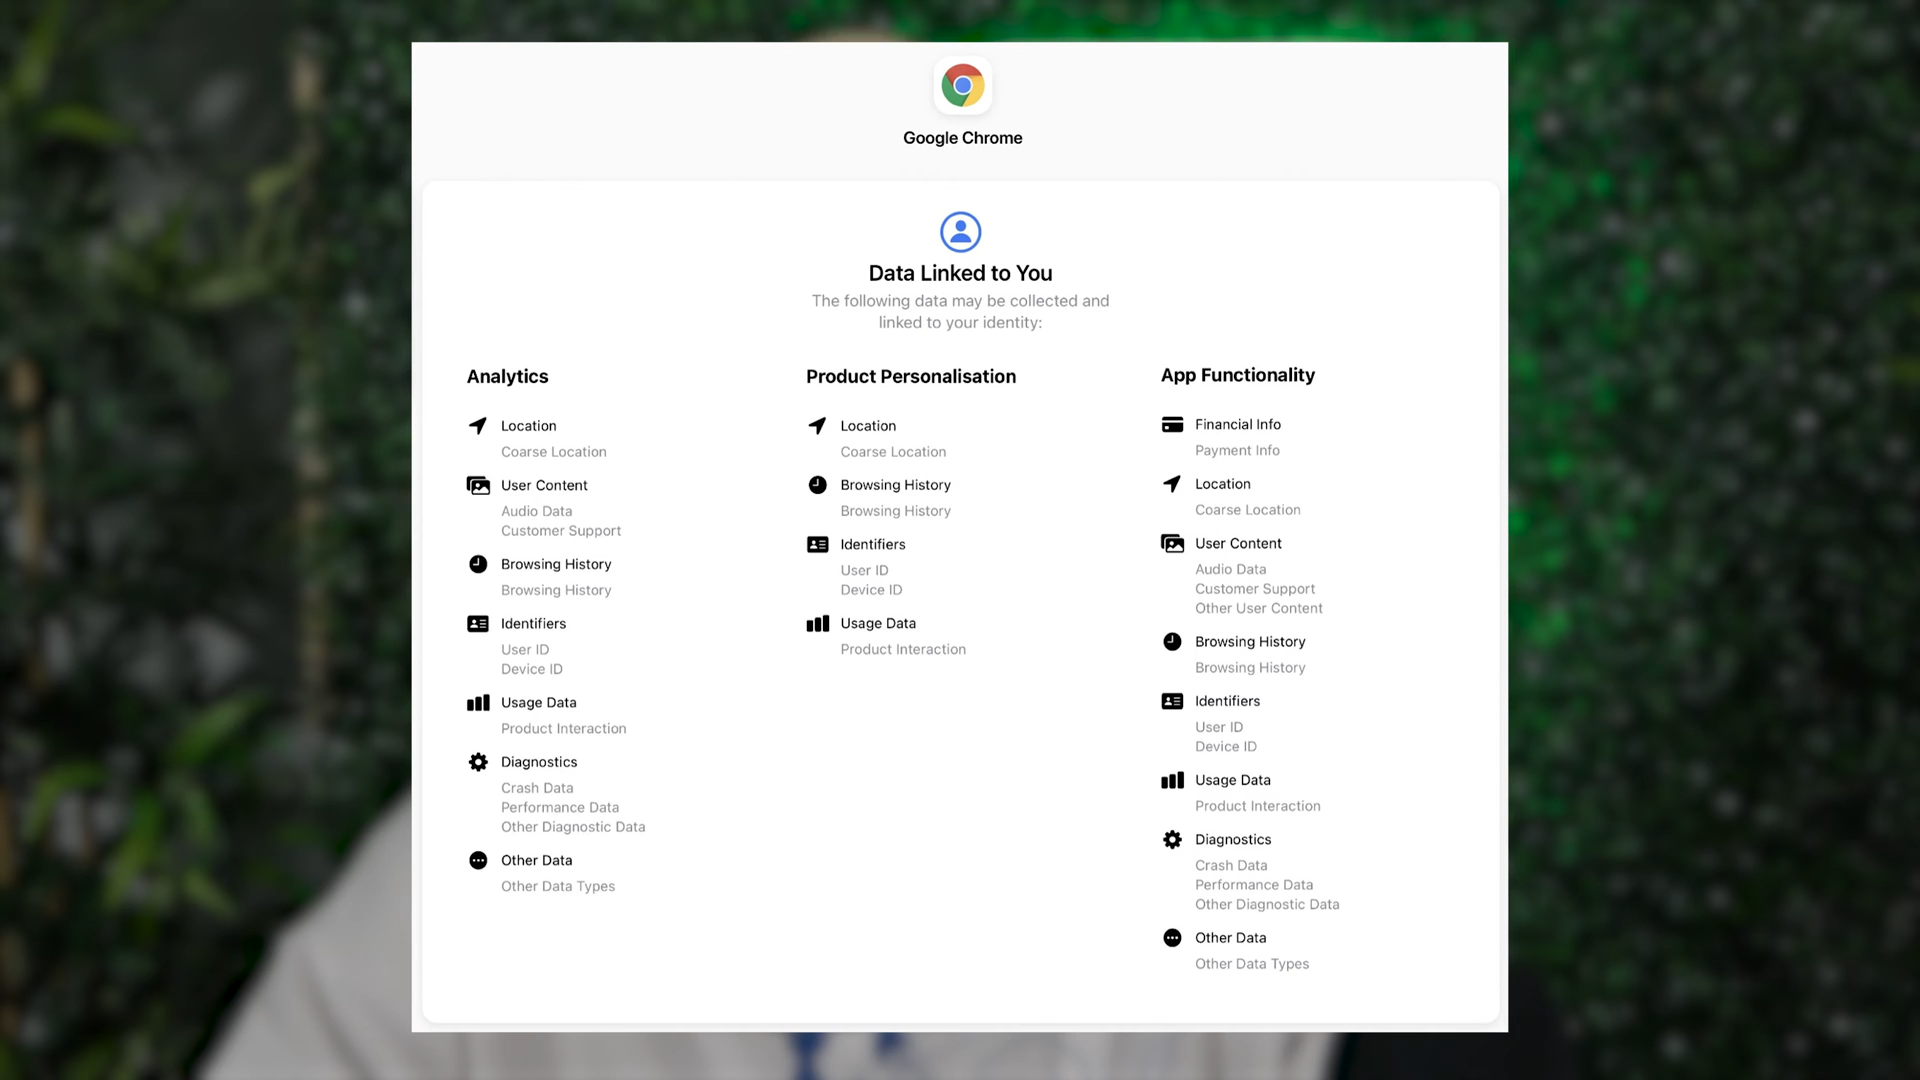 Google Chrome
Data Linked to You
The following data may be collected and
linked to your identity:
Analytics
Location
Coarse Location
User Content
Audio Data
Customer Support
Browsing History
Browsing History
Identifiers
User ID
Device ID
Usage Data
Product Interaction
Diagnostics
Crash Data
Performance Data
Other Diagnostic Data
Other Data
Other Data Types
Product Personalisation
Location
Coarse Location
Browsing History
Browsing History
Identifiers
User ID
Device ID
Usage Data
Product Interaction
App Functionality
Financial Info
Payment Info
Location
Coarse Location
User Content
Audio Data
Customer Support
Other User Content
Browsing History
Browsing History
Identifiers
User ID
Device ID
Usage Data
Product Interaction
Diagnostics
Crash Data
Performance Data
Other Diagnostic Data
Other Data
Other Data Types